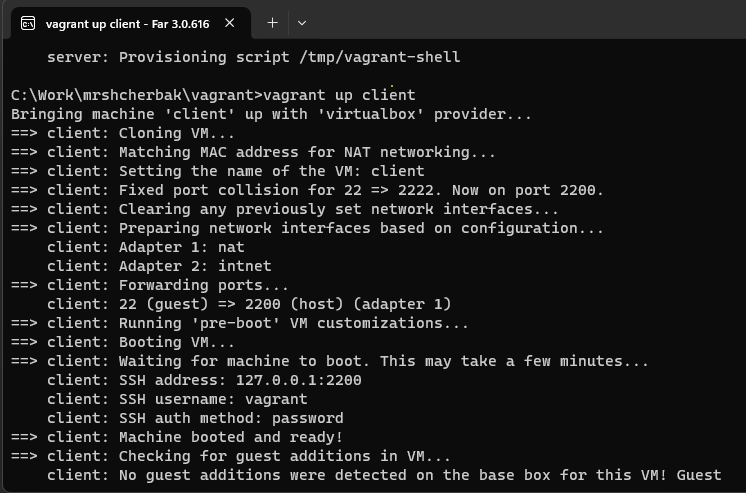 vagrant up client - Far 3.0.616
server: Provisioning script /tmp/vagrant-shell
C:\Work\mrshcherbak\vagrant>vagrant up client
Bringing machine 'client' up with 'virtualbox' provider...
==> client: Cloning VM...
==> client: Matching MAC address for NAT networking...
==> client: Setting the name of the VM: client
==> client: Fixed port collision for 22 => 2222. Now on port 2200.
==> client: Clearing any previously set network interfaces...
==> client: Preparing network interfaces based on configuration...
client: Adapter 1: nat
client: Adapter 2: intnet
==> client: Forwarding ports...
client: 22 (guest) => 2200 (host) (adapter 1)
==> client: Running 'pre-boot' VM customizations...
==> client: Booting VM...
==> client: Waiting for machine to boot. This may take a few minutes...
client: SSH address: 127.0.0.1:2200
client: SSH username: vagrant
client: SSH auth method: password
==> client: Machine booted and ready!
==> client: Checking for guest additions in VM...
client: No guest additions were detected on the base box for this VM! Guest